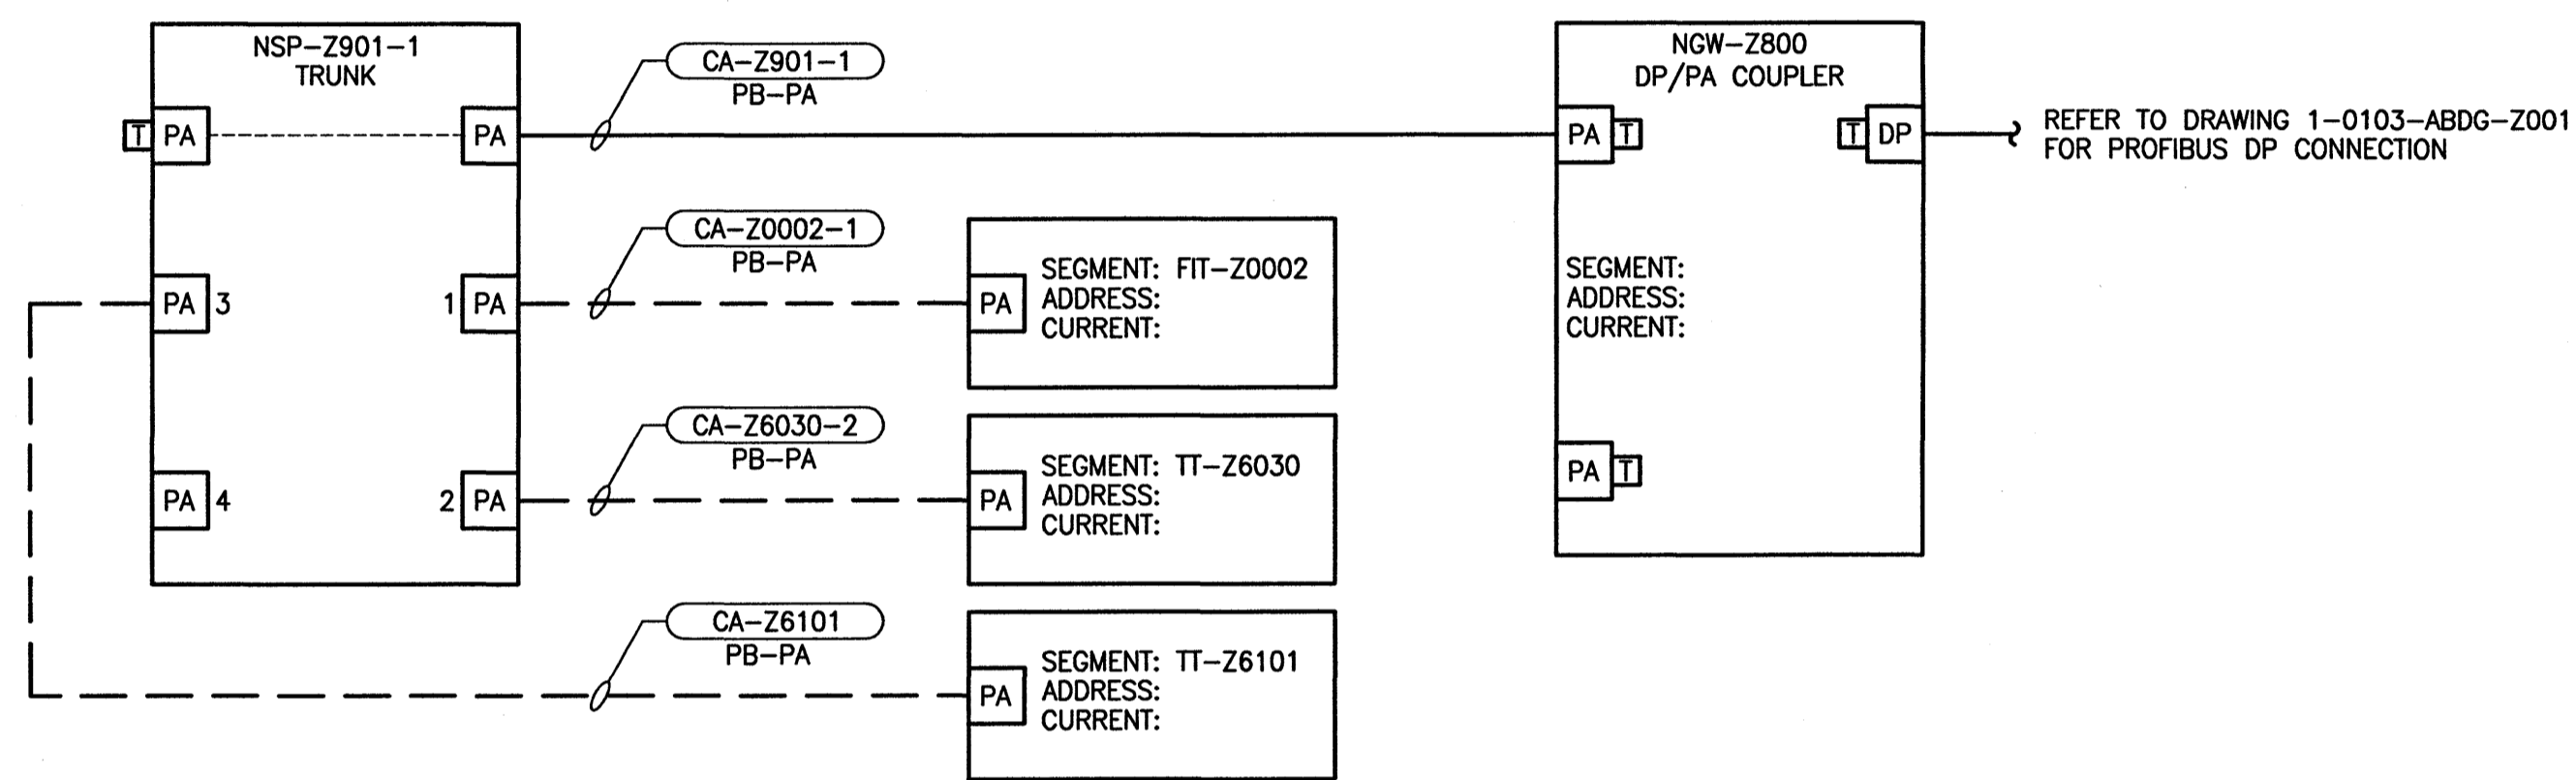 NSP-Z901-1
TRUNK
T PA
PA
CA-Z901-1
PB-PA
NGW-Z800
DP/PA COUPLER
PA T
T DP
REFER TO DRAWING 1-0103-ABDG-Z001
FOR PROFIBUS DP CONNECTION
PA 3
1 PA
CA-Z0002-1
PB-PA
PA
SEGMENT: FIT-Z0002
ADDRESS:
CURRENT:
SEGMENT:
ADDRESS:
CURRENT:
PA 4
2 PA
CA-Z6030-2
PB-PA
PA
SEGMENT: TT-Z6030
ADDRESS:
CURRENT:
PA T
CA-Z6101
PB-PA
PA
SEGMENT: TT-Z6101
ADDRESS:
CURRENT: